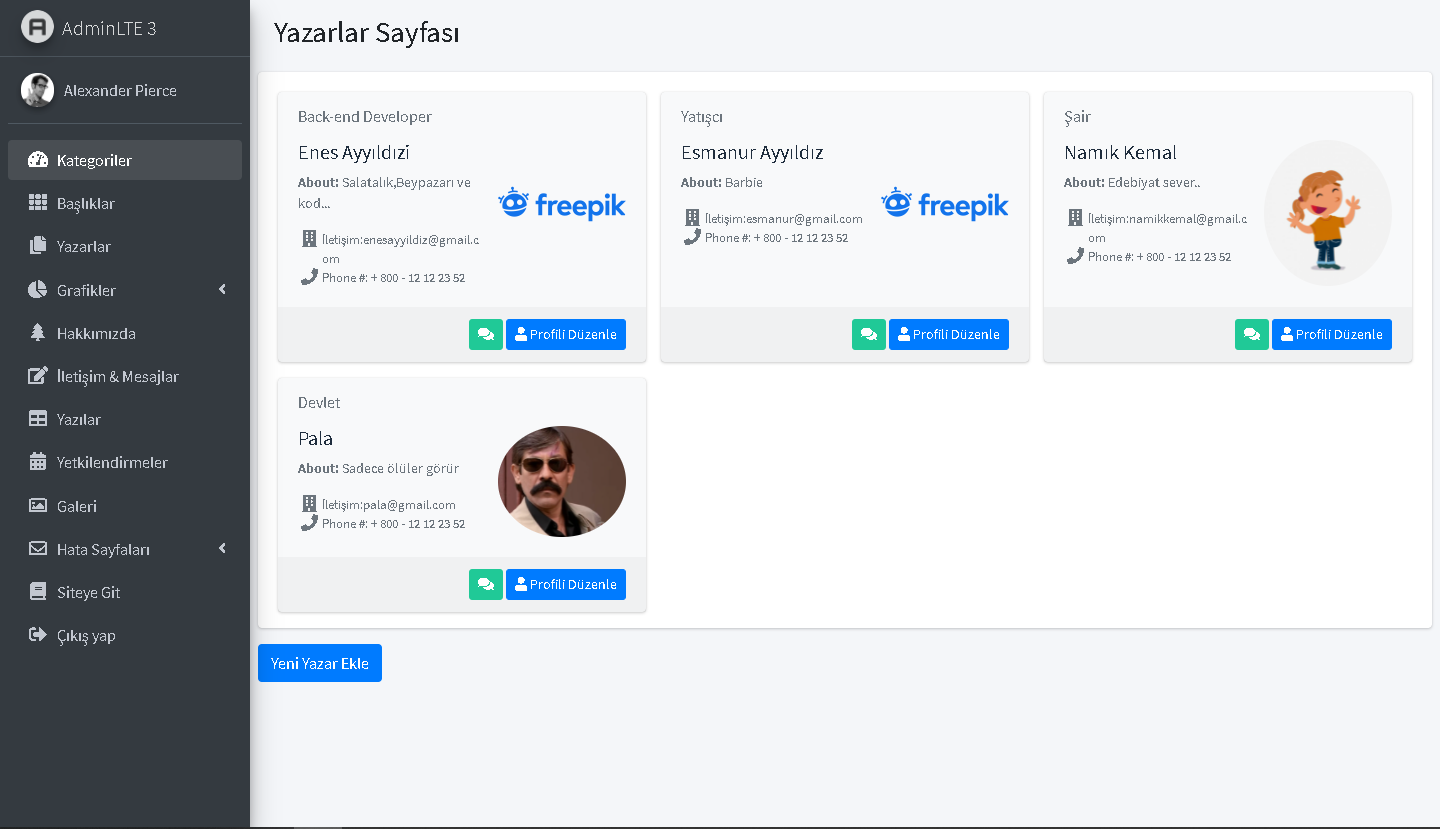 AdminLTE 3
Alexander Pierce
Kategoriler
Başlıklar
Yazarlar
Grafikler
Hakkımızda
İletişim & Mesajlar
Yazılar
Yetkilendirmeler
Galeri
Hata Sayfaları
Siteye Git
Çıkış yap
Yazarlar Sayfası
Back-end Developer
Enes Ayyıldızi
About: Salatalık,Beypazarı ve
kod...
freepik
İletişim:enesayyildiz@gmail.c
om
Phone #: + 800 - 12 12 23 52
Profili Düzenle
Yatışcı
Esmanur Ayyıldız
About: Barbie
freepik
İletişim:esmanur@gmail.com
Phone #: + 800 - 12 12 23 52
Profili Düzenle
Şair
Namık Kemal
About: Edebiyat sever..
İletişim:namikkemal@gmail.c
om
Phone #: + 800 - 12 12 23 52
Profili Düzenle
Devlet
Pala
About: Sadece ölüler görür
İletişim:pala@gmail.com
Phone #: + 800 - 12 12 23 52
Profili Düzenle
Yeni Yazar Ekle